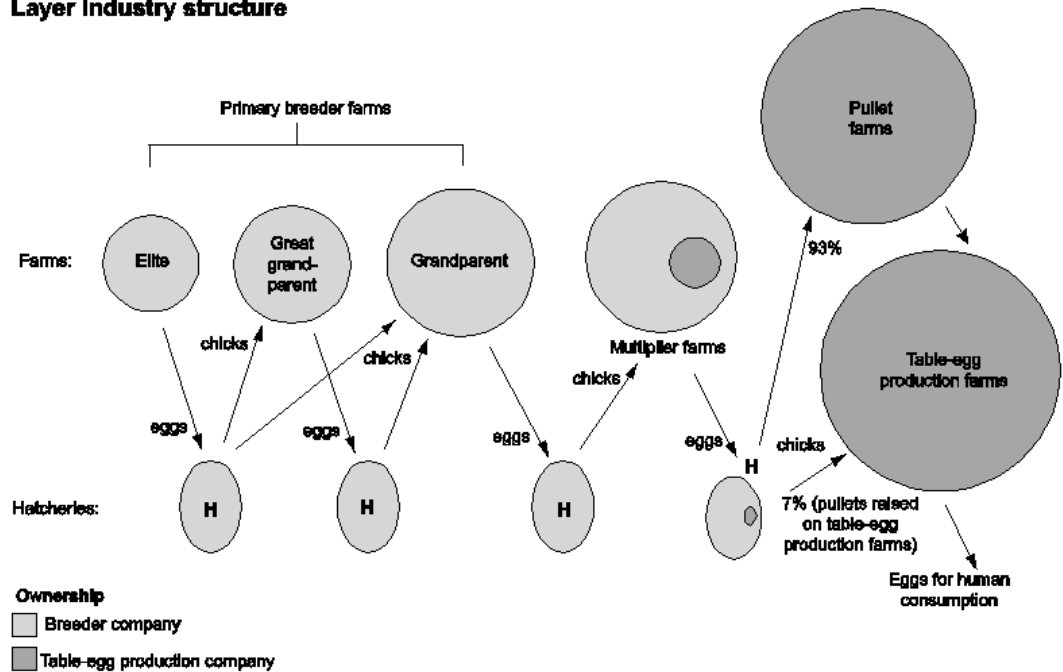 Layer industry structure
Primary breeder farms
Pullet
farms
Farms:
Elite
Great
grand-
parent
Grandparent
93%
Multiplier farms
Table-egg
production farms
chicks
chicks
chicks
eggs
eggs
eggs
eggs
H
chicks
Hatcheries:
H
H
H
7% (pullets raised
on table-egg
production farms)
Eggs for human
consumption
Ownership
Breeder company
Table-egg production company